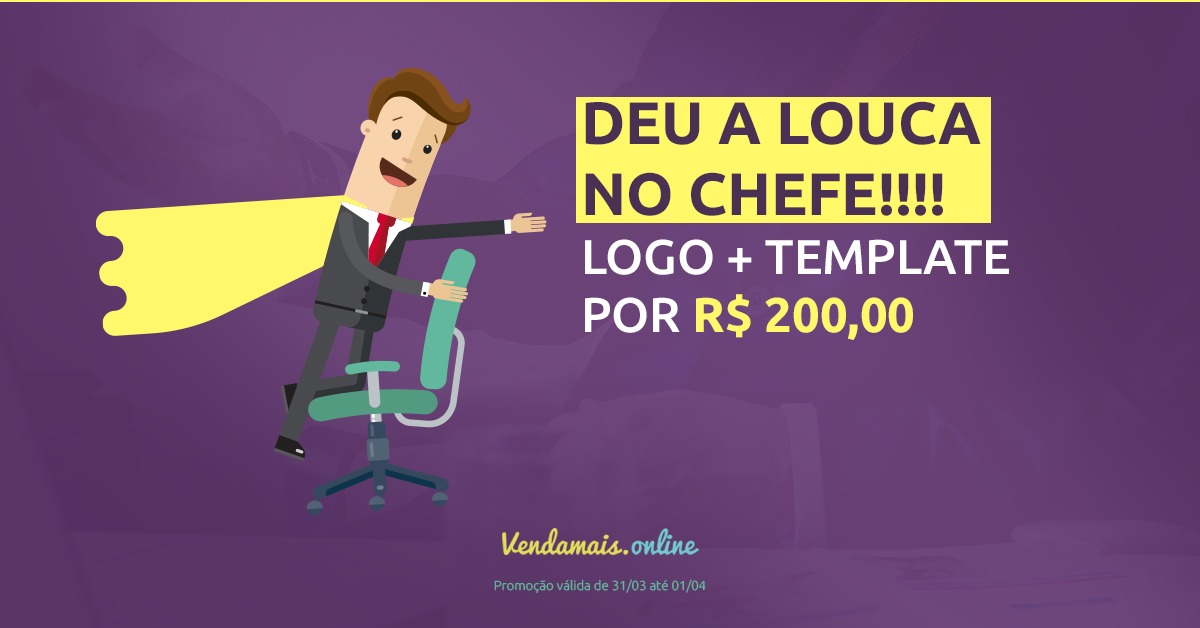 DEU A LOUCA
NO CHEFE!!!!
LOGO + TEMPLATE
POR R$ 200,00
Vendamais.online
Promoção válida de 31/03 até 01/04